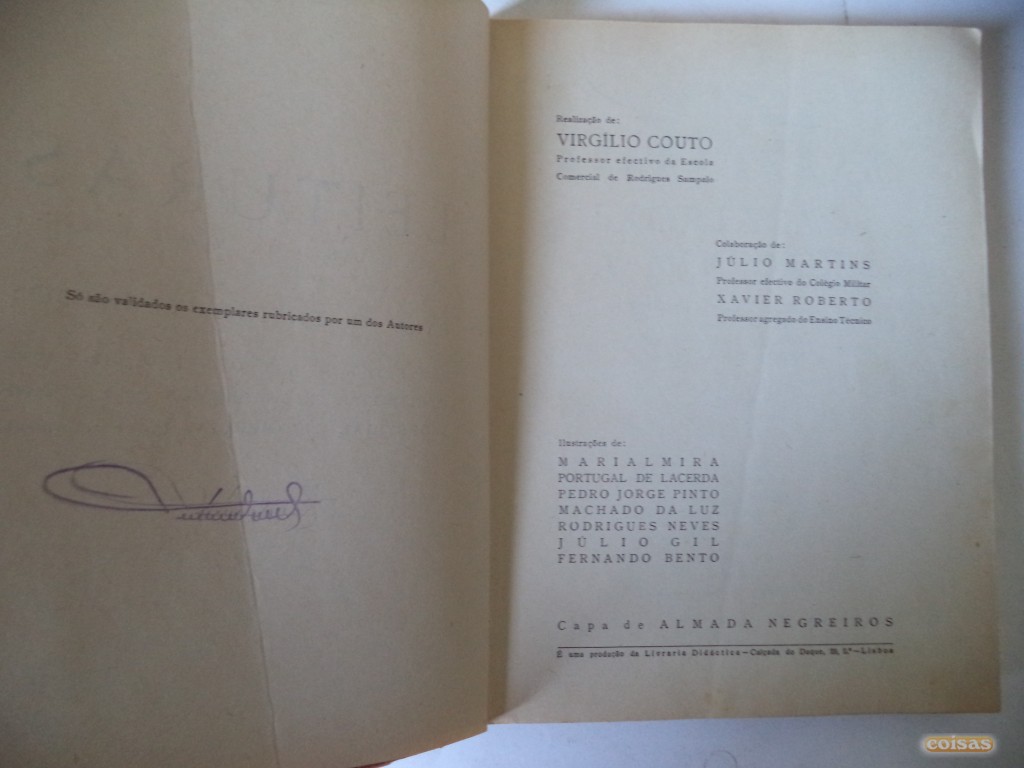 Só são validados os exemplares rubricados por um dos Autores
Realização de:
VIRGÍLIO COUTO
Professor efectivo da Escola
Comercial de Rodrigues Sampaio
Colaboração de:
JÚLIO MARTINS
Professor efectivo do Colégio Militar
XAVIER ROBERTO
Professor agregado do Ensino Técnico
Ilustrações de:
MARIALMIRA
PORTUGAL DE LACERDA
PEDRO JORGE PINTO
MACHADO DA LUZ
RODRIGUES NEVES
JÚLIO GIL
FERNANDO BENTO
Capa de ALMADA NEGREIROS
É uma produção da Livraria Didáctica — Calçada do Duque, — Lisboa
coisas